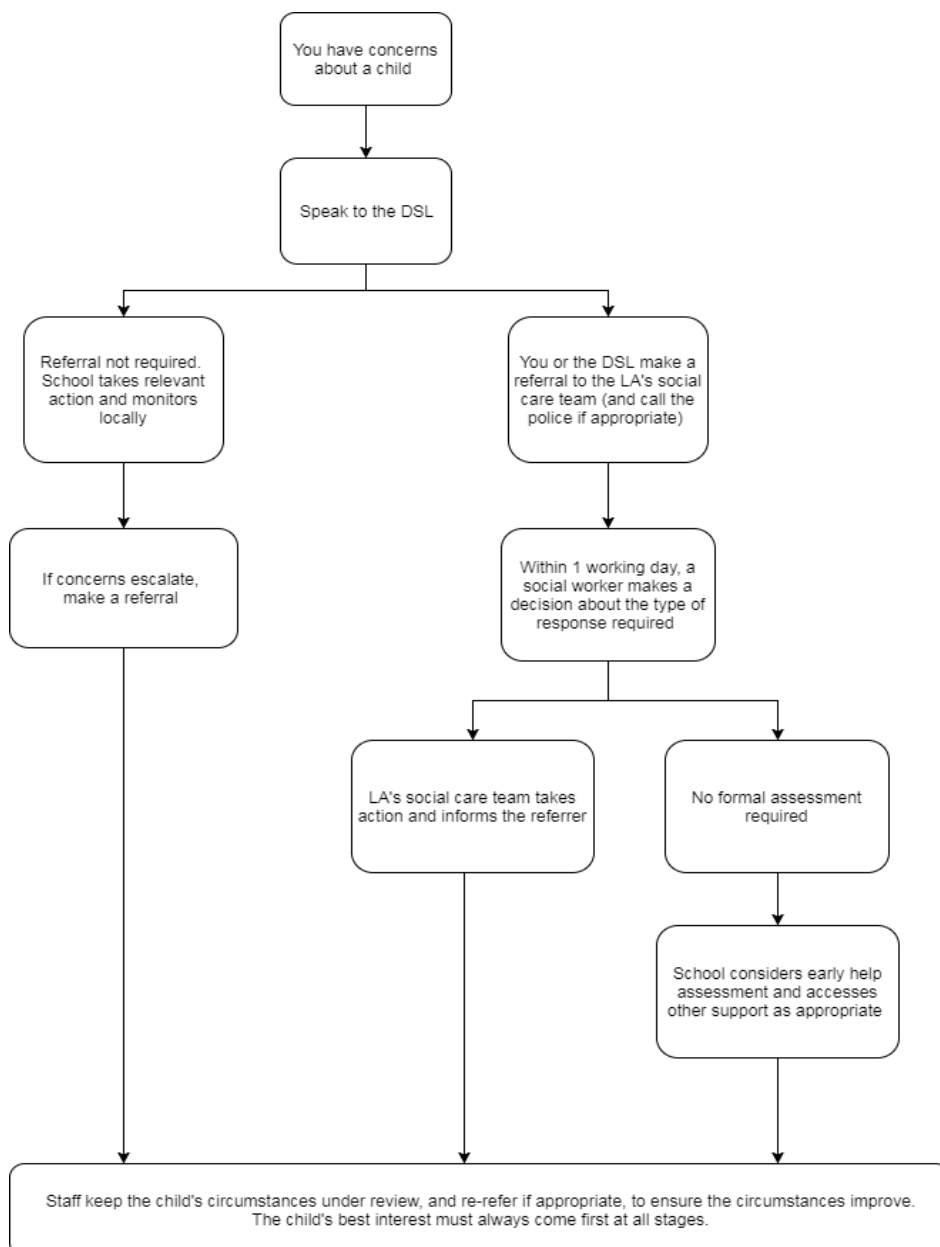 You have concerns
about a child
Speak to the DSL
Referral not required.
School takes relevant
action and monitors
locally
You or the DSL make a
referral to the LA's social
care team (and call the
police if appropriate)
If concerns escalate,
make a referral
Within 1 working day, a
social worker makes a
decision about the type of
response required
LA's social care team takes
action and informs the referrer
No formal assessment
required
School considers early help
assessment and accesses
other support as appropriate
Staff keep the child's circumstances under review, and re-refer if appropriate, to ensure the circumstances improve.
The child's best interest must always come first at all stages.